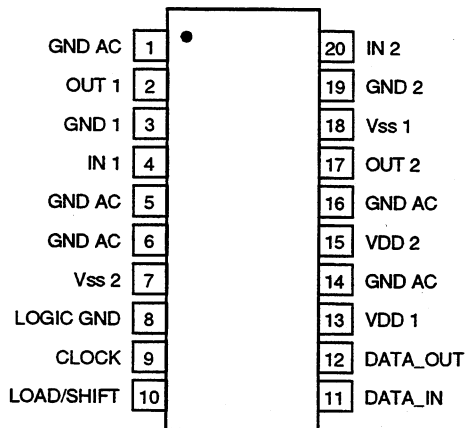 GND AC 1 20 IN 2
OUT 1 2 19 GND 2
GND 1 3 18 Vss 1
IN 1 4 17 OUT 2
GND AC 5 16 GND AC
GND AC 6 15 VDD 2
Vss 2 7 14 GND AC
LOGIC GND 8 13 VDD 1
CLOCK 9 12 DATA_OUT
LOAD/SHIFT 10 11 DATA_IN